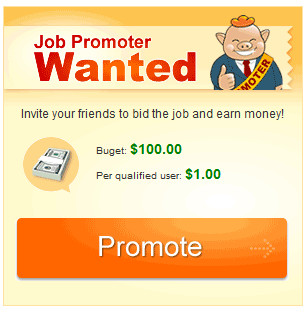 Job Promoter
Wanted
MOTER
Invite your friends to bid the job and earn money!
Buget: $100.00
Per qualified user: $1.00
Promote